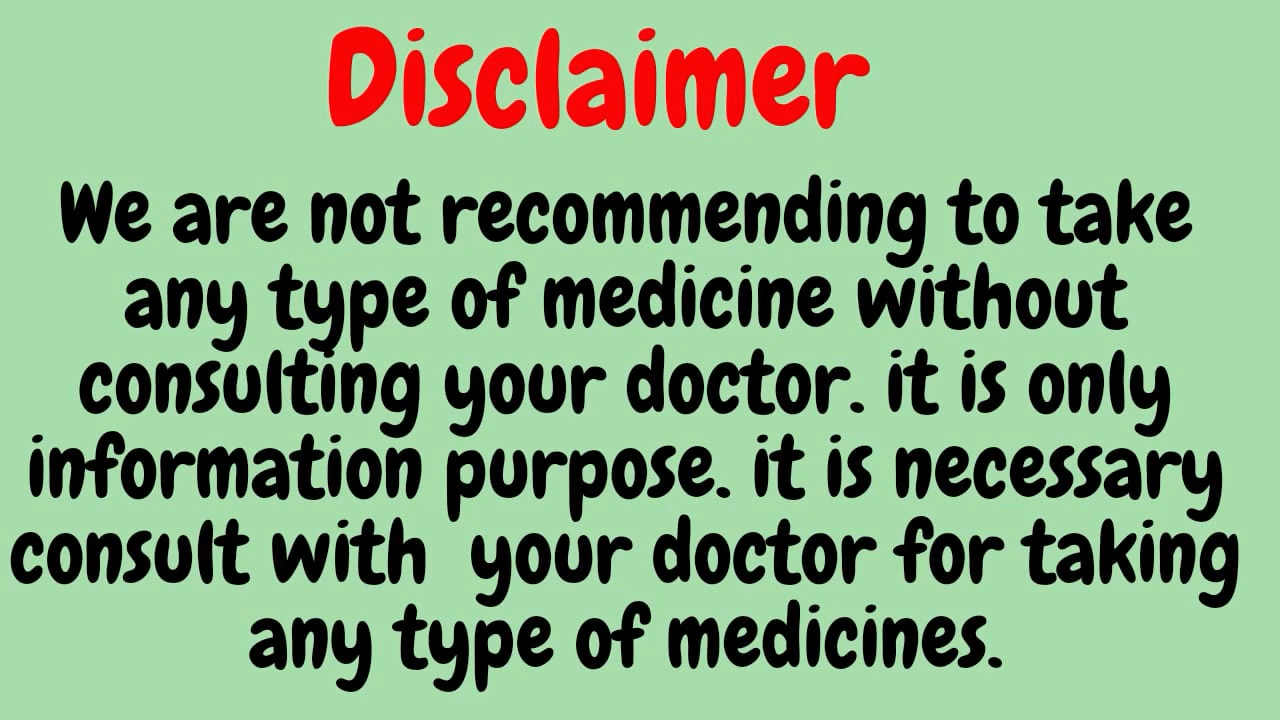 Disclaimer
We are not recommending to take
any type of medicine without
consulting your doctor. it is only
information purpose. it is necessary
consult with  your doctor for taking
any type of medicines.